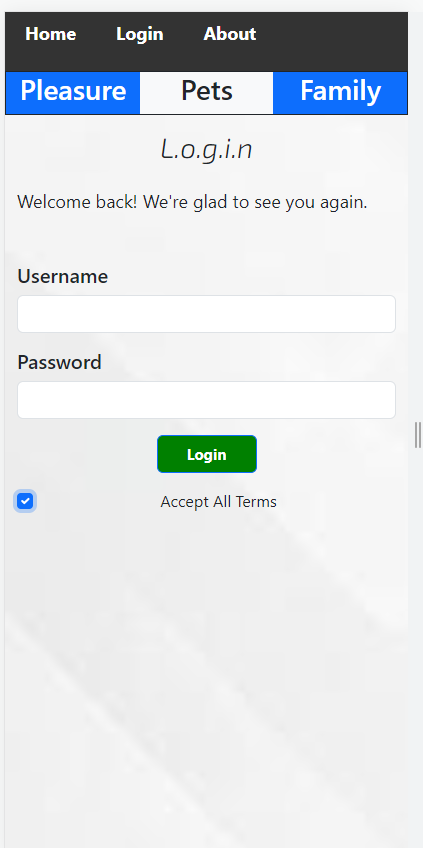 Home Login About
Pleasure Pets Family
L.o.g.i.n
Welcome back! We're glad to see you again.
Username
Password
Login
Accept All Terms